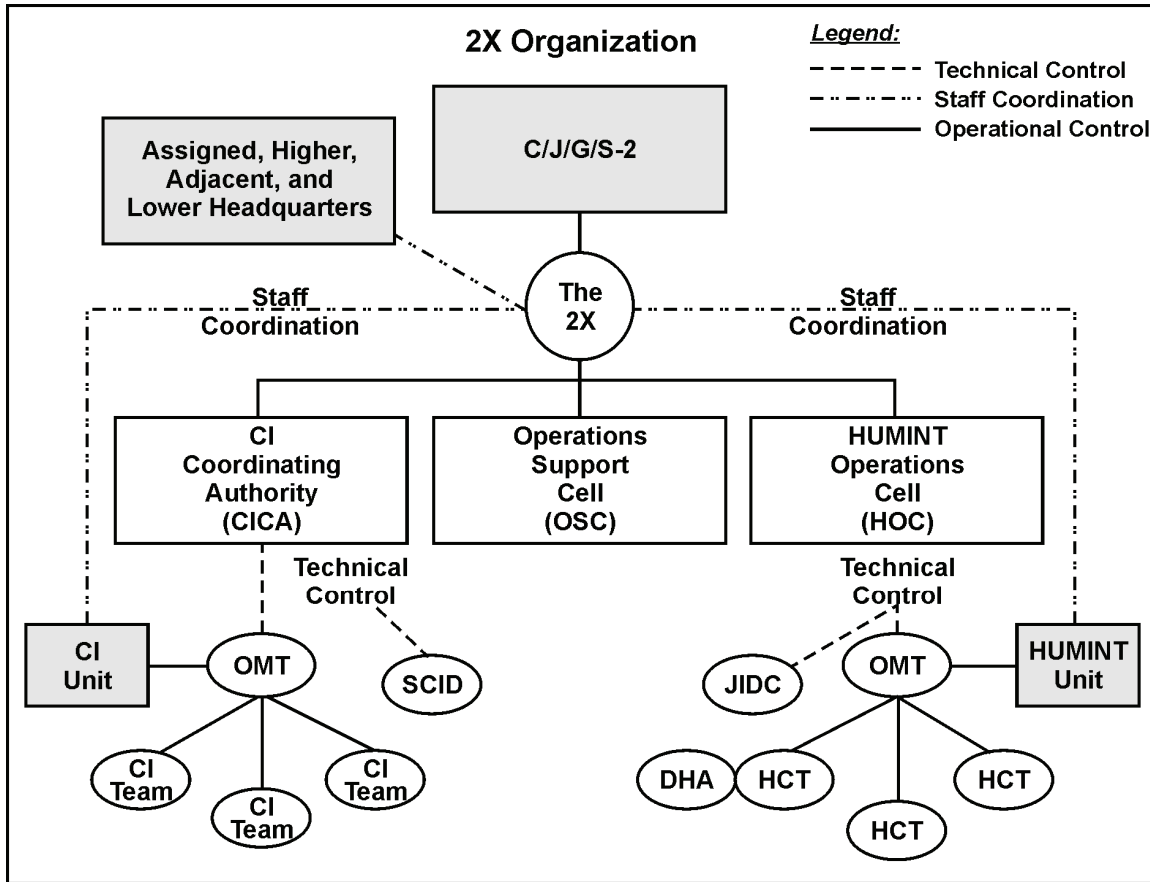 2X Organization
Legend:
Technical Control
Staff Coordination
Operational Control
C/J/G/S-2
Assigned, Higher,
Adjacent, and
Lower Headquarters
The
2X
Staff
Coordination
Staff
Coordination
CI
Coordinating
Authority
(CICA)
Operations
Support
Cell
(OSC)
HUMINT
Operations
Cell
(HOC)
Technical
Control
Technical
Control
CI
Unit
OMT
SCID
JIDC
OMT
HUMINT
Unit
CI
Team
CI
Team
CI
Team
DHA
HCT
HCT
HCT